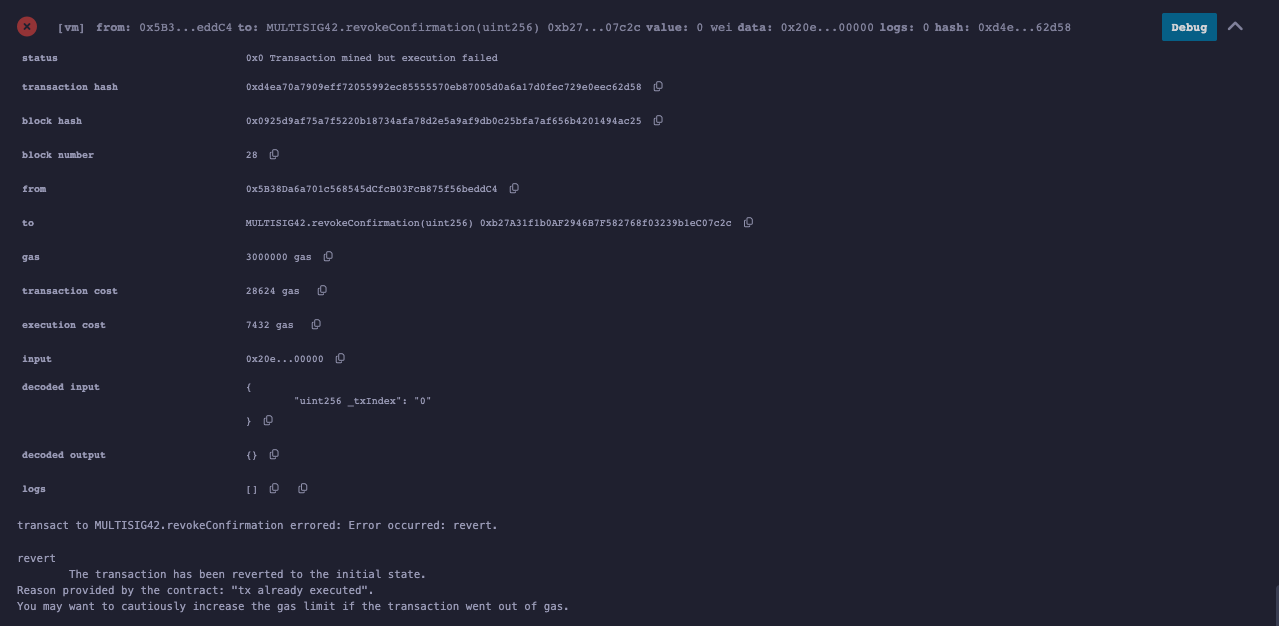 [vm] from: 0x5B3...eddC4 to: MULTISIG42.revokeConfirmation(uint256) 0xb27...07c2c value: 0 wei data: 0x20e...00000 logs: 0 hash: 0xd4e...62d58 Debug
status 0x0 Transaction mined but execution failed
transaction hash 0xd4ea70a7909eff72055992ec85555570eb87005d0a6a17d0fec729e0eec62d58
block hash 0x0925d9af75a7f5220b18734afa78d2e5a9af9db0c25bfa7af656b4201494ac25
block number 28
from 0x5B38Da6a701c568545dCfcB03FcB875f56beddC4
to MULTISIG42.revokeConfirmation(uint256) 0xb27A31f1b0AF2946B7F582768f03239b1eC07c2c
gas 3000000 gas
transaction cost 28624 gas
execution cost 7432 gas
input 0x20e...00000
decoded input {
"uint256 _txIndex": "0"
}
decoded output {}
logs []
transact to MULTISIG42.revokeConfirmation errored: Error occurred: revert.
revert
The transaction has been reverted to the initial state.
Reason provided by the contract: "tx already executed".
You may want to cautiously increase the gas limit if the transaction went out of gas.